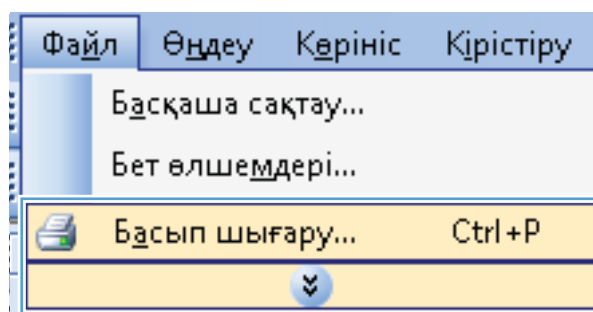 Файл Өңдеу Көрініс Кірістіру
Басқаша сақтау...
Бет өлшемдері...
Басып шығару... Ctrl+P